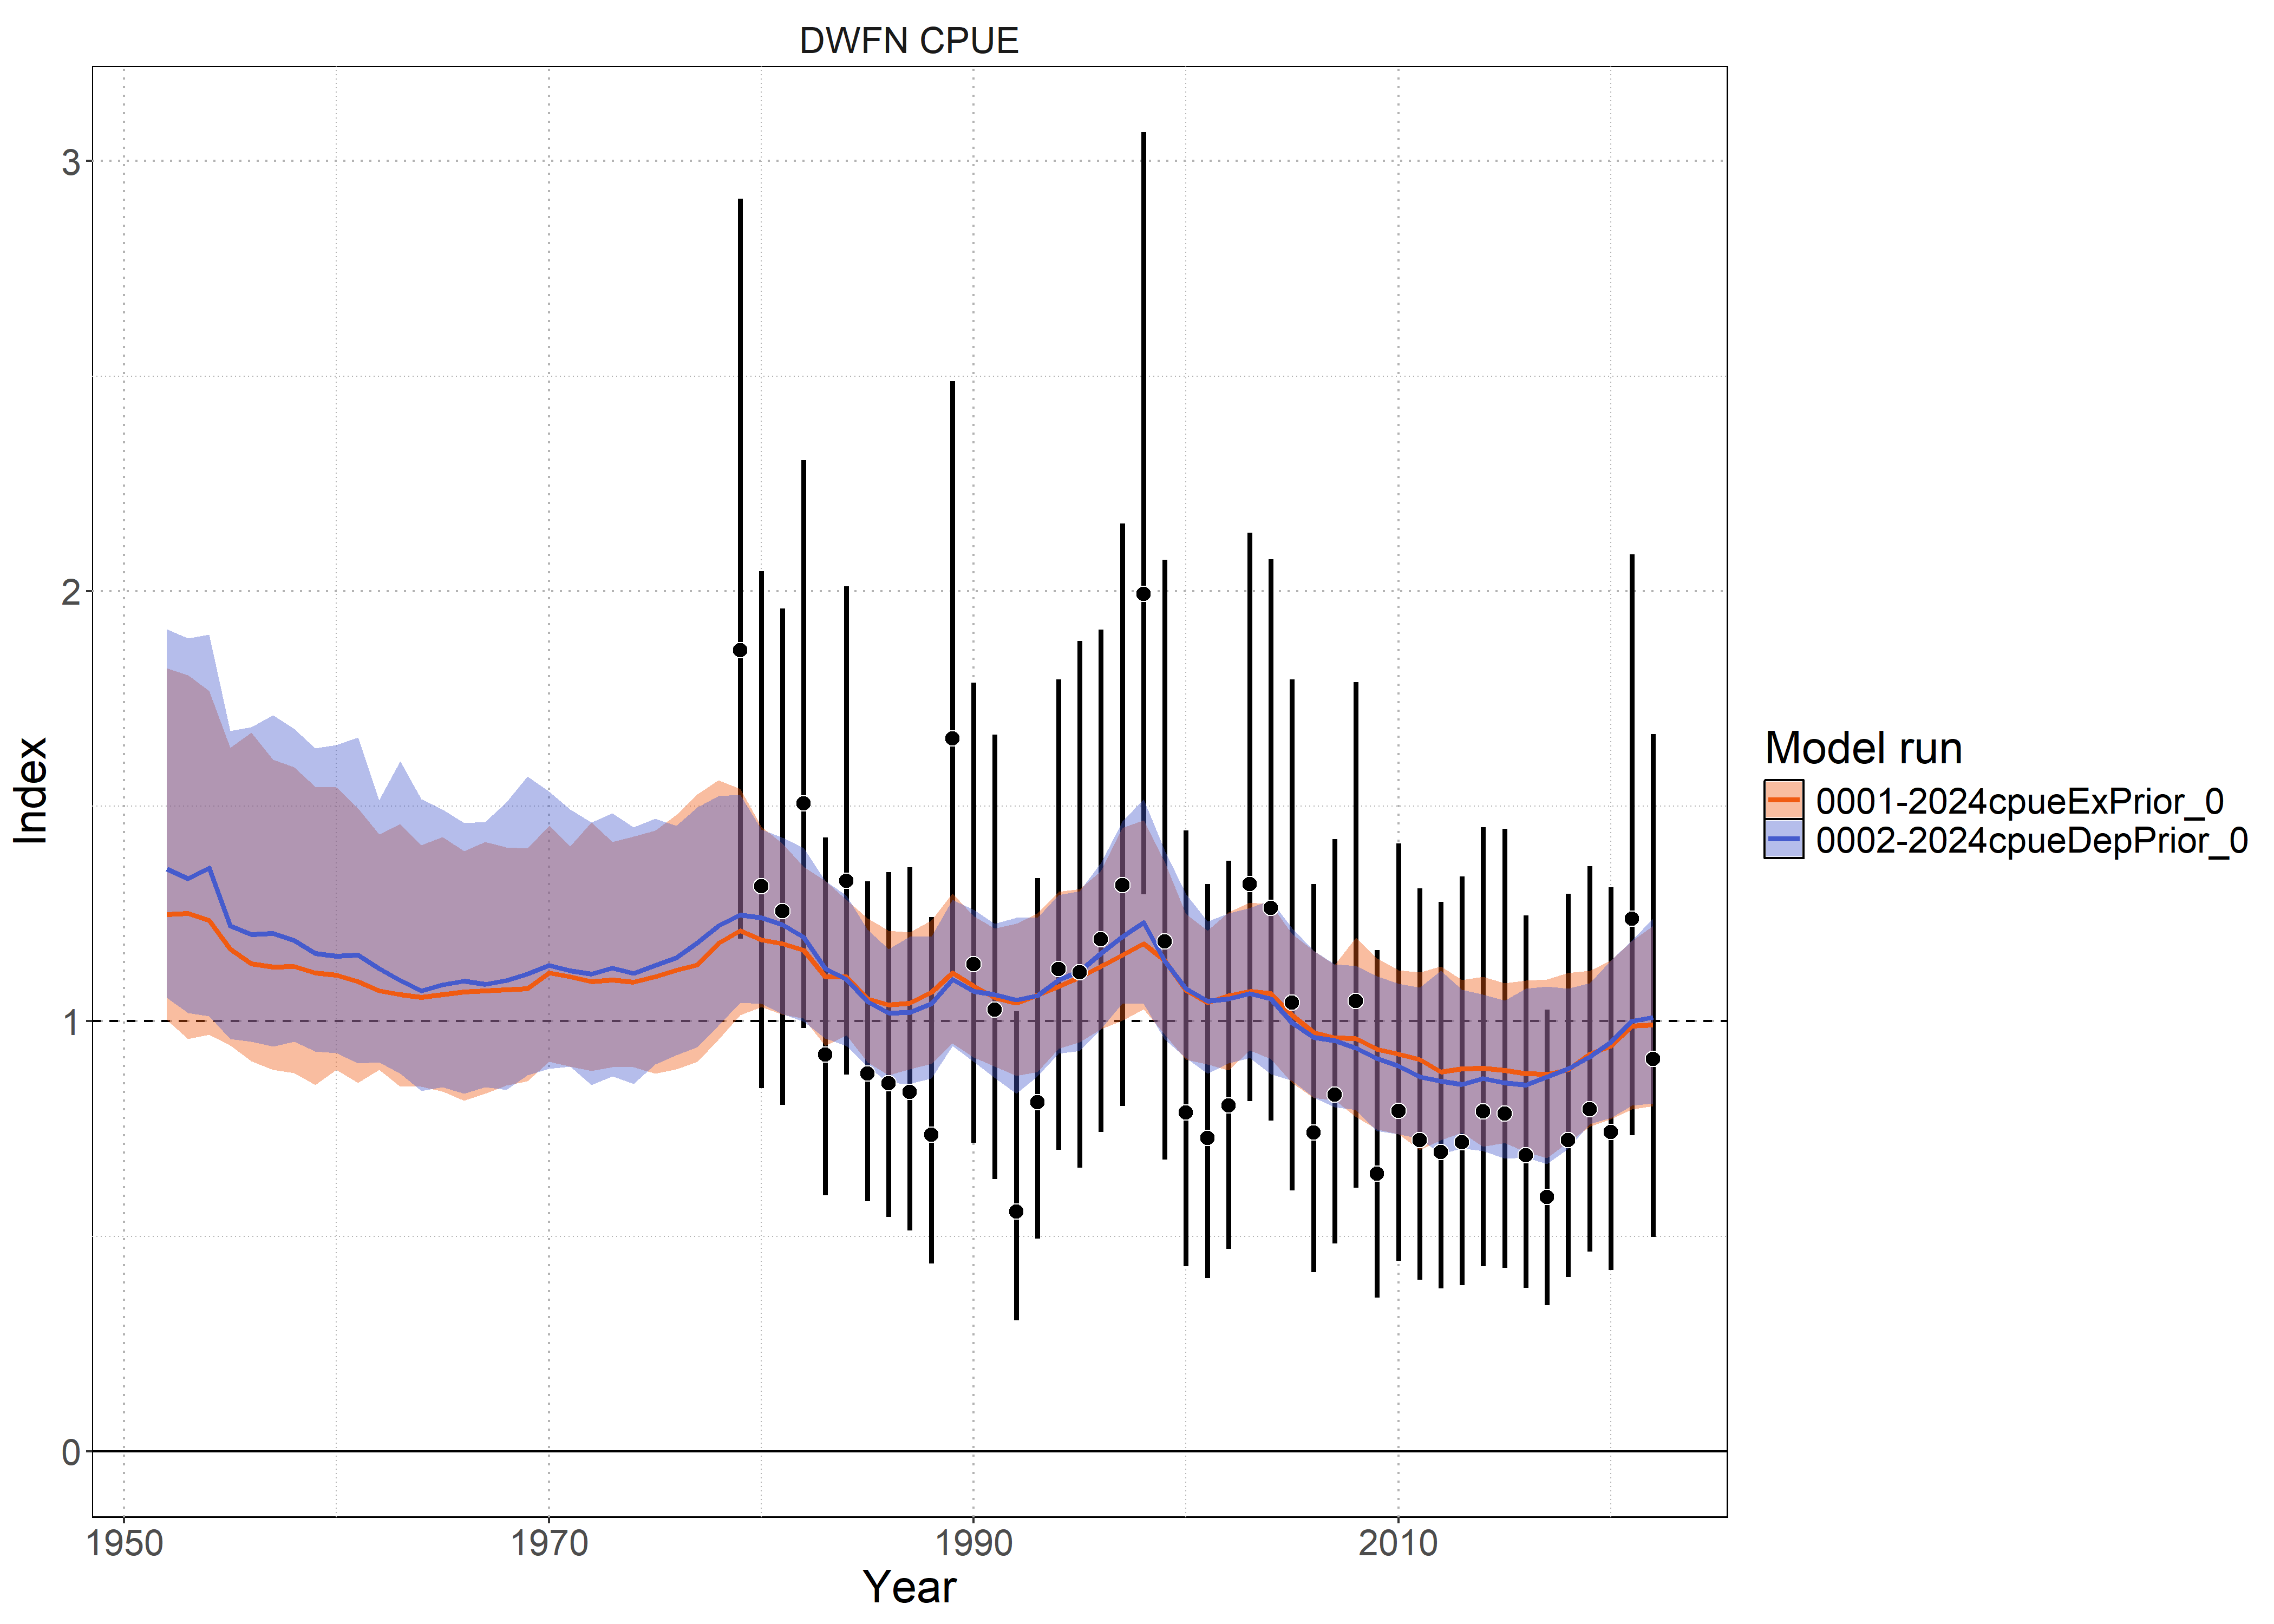 DWFN CPUE
3
2
1
0
Index
1950
1970
1990
2010
Year
Model run
0001-2024cpueExPrior_0
0002-2024cpueDepPrior_0